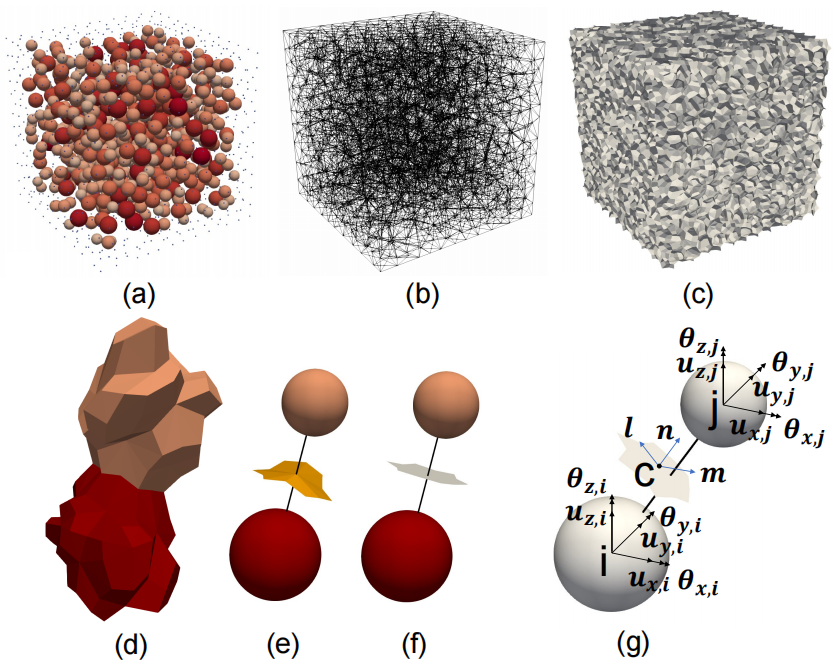 (a) (b) (c)
θz,j
uz,j θy,j
uy,j
j
ux,j θx,j
l n
C m
θz,i
uz,i θy,i
uy,i
i
ux,i θx,i
(d) (e) (f) (g)